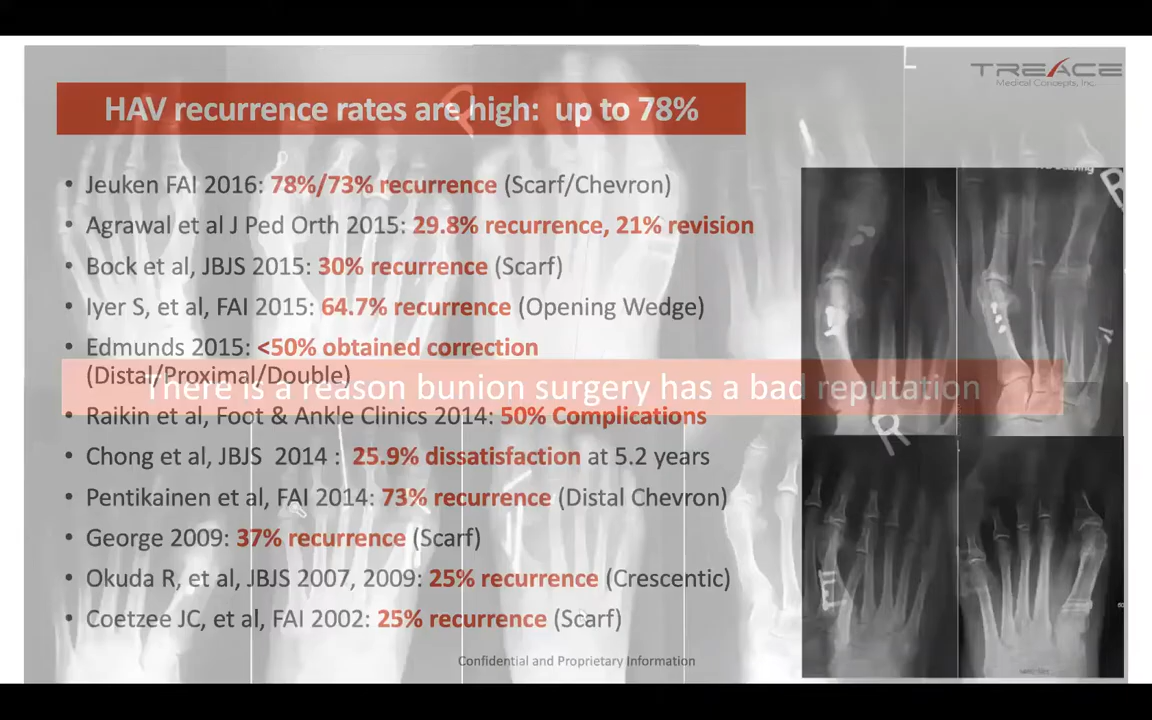 TREACE
Medical Concepts, Inc.
HAV recurrence rates are high: up to 78%
• Jeuken FAI 2016: 78%/73% recurrence (Scarf/Chevron)
• Agrawal et al J Ped Orth 2015: 29.8% recurrence, 21% revision
• Bock et al, JBJS 2015: 30% recurrence (Scarf)
• Iyer S, et al, FAI 2015: 64.7% recurrence (Opening Wedge)
• Edmunds 2015: <50% obtained correction
(Distal/Proximal/Double)
There is a reason bunion surgery has a bad reputation
• Raikin et al, Foot & Ankle Clinics 2014: 50% Complications
• Chong et al, JBJS 2014 : 25.9% dissatisfaction at 5.2 years
• Pentikainen et al, FAI 2014: 73% recurrence (Distal Chevron)
• George 2009: 37% recurrence (Scarf)
• Okuda R, et al, JBJS 2007, 2009: 25% recurrence (Crescentic)
• Coetzee JC, et al, FAI 2002: 25% recurrence (Scarf)
Confidential and Proprietary Information
R
R